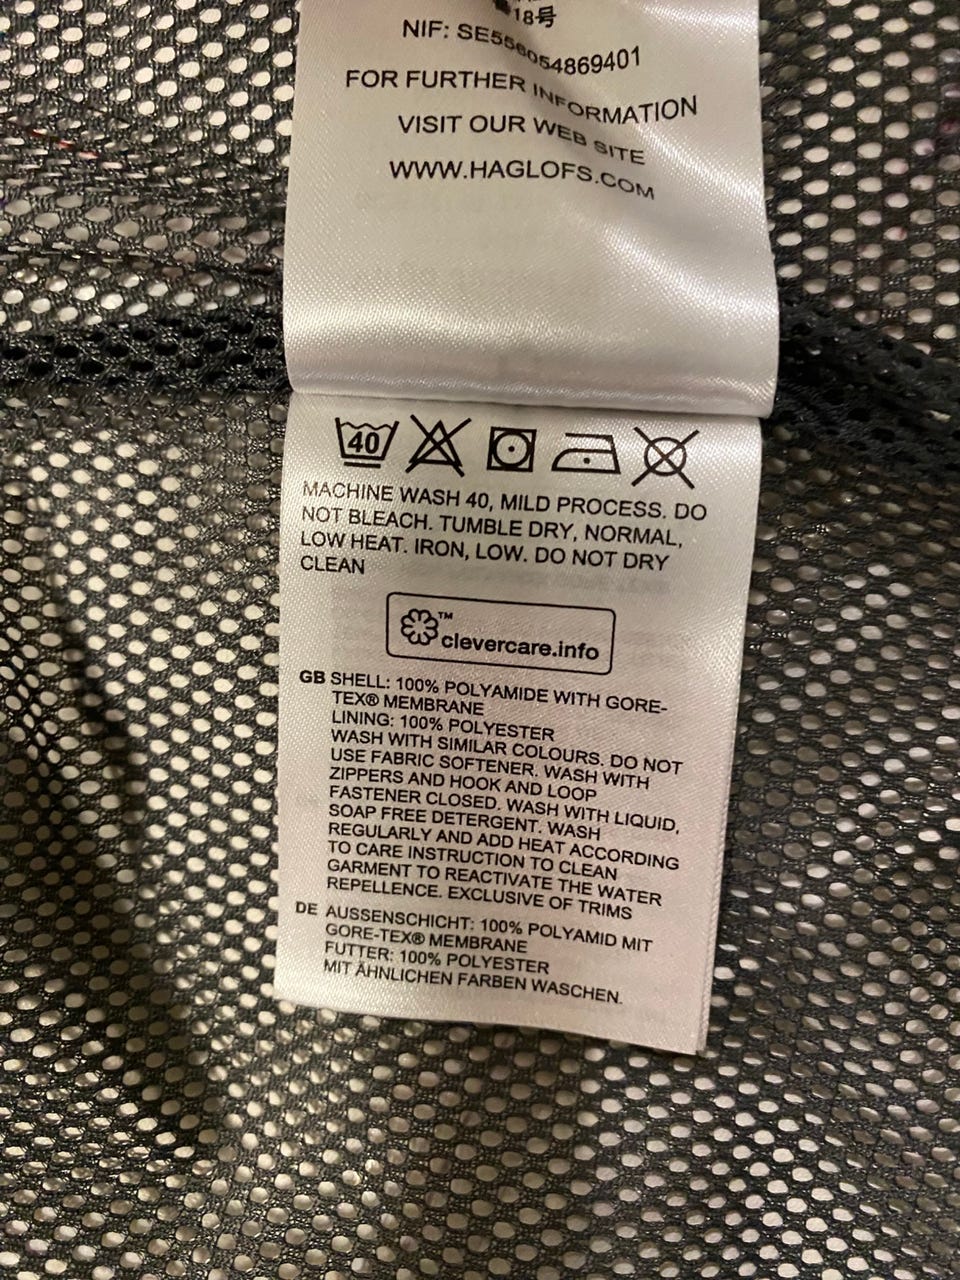 18号
NIF: SE556054869401
FOR FURTHER INFORMATION
VISIT OUR WEB SITE
WWW.HAGLOFS.COM
40
MACHINE WASH 40, MILD PROCESS. DO
NOT BLEACH. TUMBLE DRY, NORMAL,
LOW HEAT. IRON, LOW. DO NOT DRY
CLEAN
™
clevercare.info
GB SHELL: 100% POLYAMIDE WITH GORE-
TEX® MEMBRANE
LINING: 100% POLYESTER
WASH WITH SIMILAR COLOURS. DO NOT
USE FABRIC SOFTENER. WASH WITH
ZIPPERS AND HOOK AND LOOP
FASTENER CLOSED. WASH WITH LIQUID,
SOAP FREE DETERGENT. WASH
REGULARLY AND ADD HEAT ACCORDING
TO CARE INSTRUCTION TO CLEAN
GARMENT TO REACTIVATE THE WATER
REPELLENCE. EXCLUSIVE OF TRIMS
DE AUSSENSCHICHT: 100% POLYAMID MIT
GORE-TEX® MEMBRANE
FUTTER: 100% POLYESTER
MIT ÄHNLICHEN FARBEN WASCHEN.